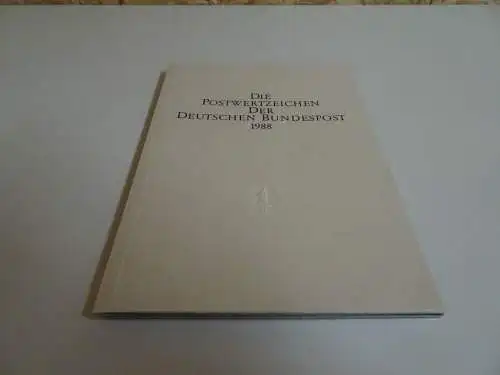 DIE
POSTWERTZEICHEN
DER
DEUTSCHEN BUNDESPOST
1988